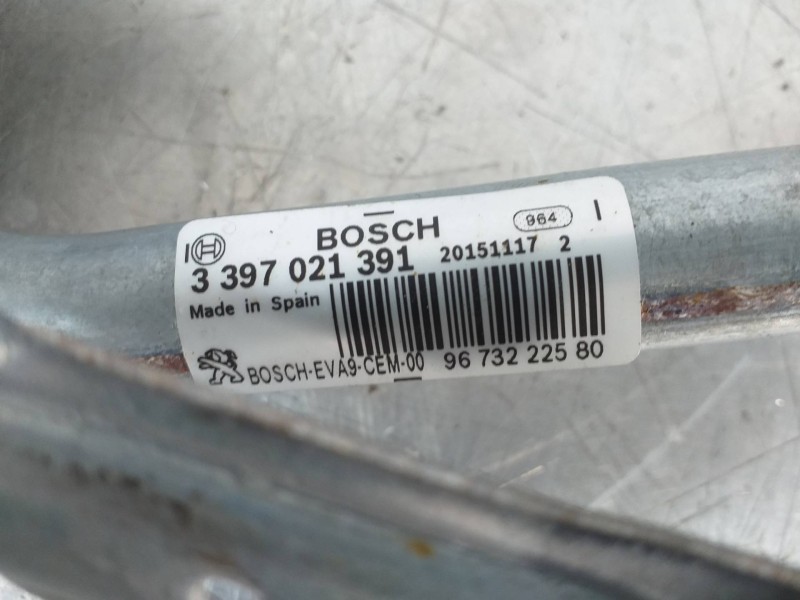 BOSCH 964 I
3 397 021 391 20151117 2
Made in Spain
BOSCH-EVA9-CEM-00 96 732 225 80